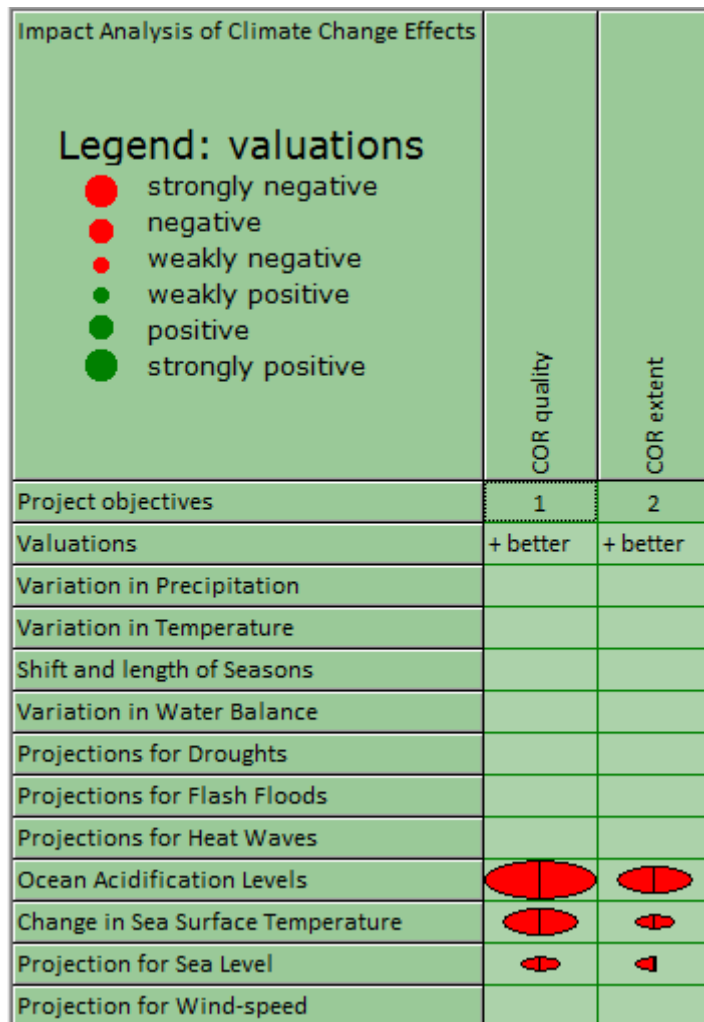 Impact Analysis of Climate Change Effects
Legend: valuations
strongly negative
negative
weakly negative
weakly positive
positive
strongly positive
COR quality
COR extent
Project objectives 1 2
Valuations + better + better
Variation in Precipitation
Variation in Temperature
Shift and length of Seasons
Variation in Water Balance
Projections for Droughts
Projections for Flash Floods
Projections for Heat Waves
Ocean Acidification Levels
Change in Sea Surface Temperature
Projection for Sea Level
Projection for Wind-speed